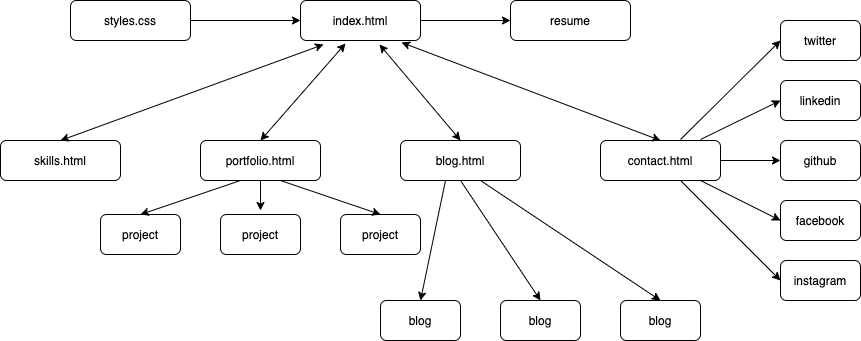 styles.css
index.html
resume
twitter
linkedin
skills.html
portfolio.html
blog.html
contact.html
github
project
project
project
facebook
instagram
blog
blog
blog